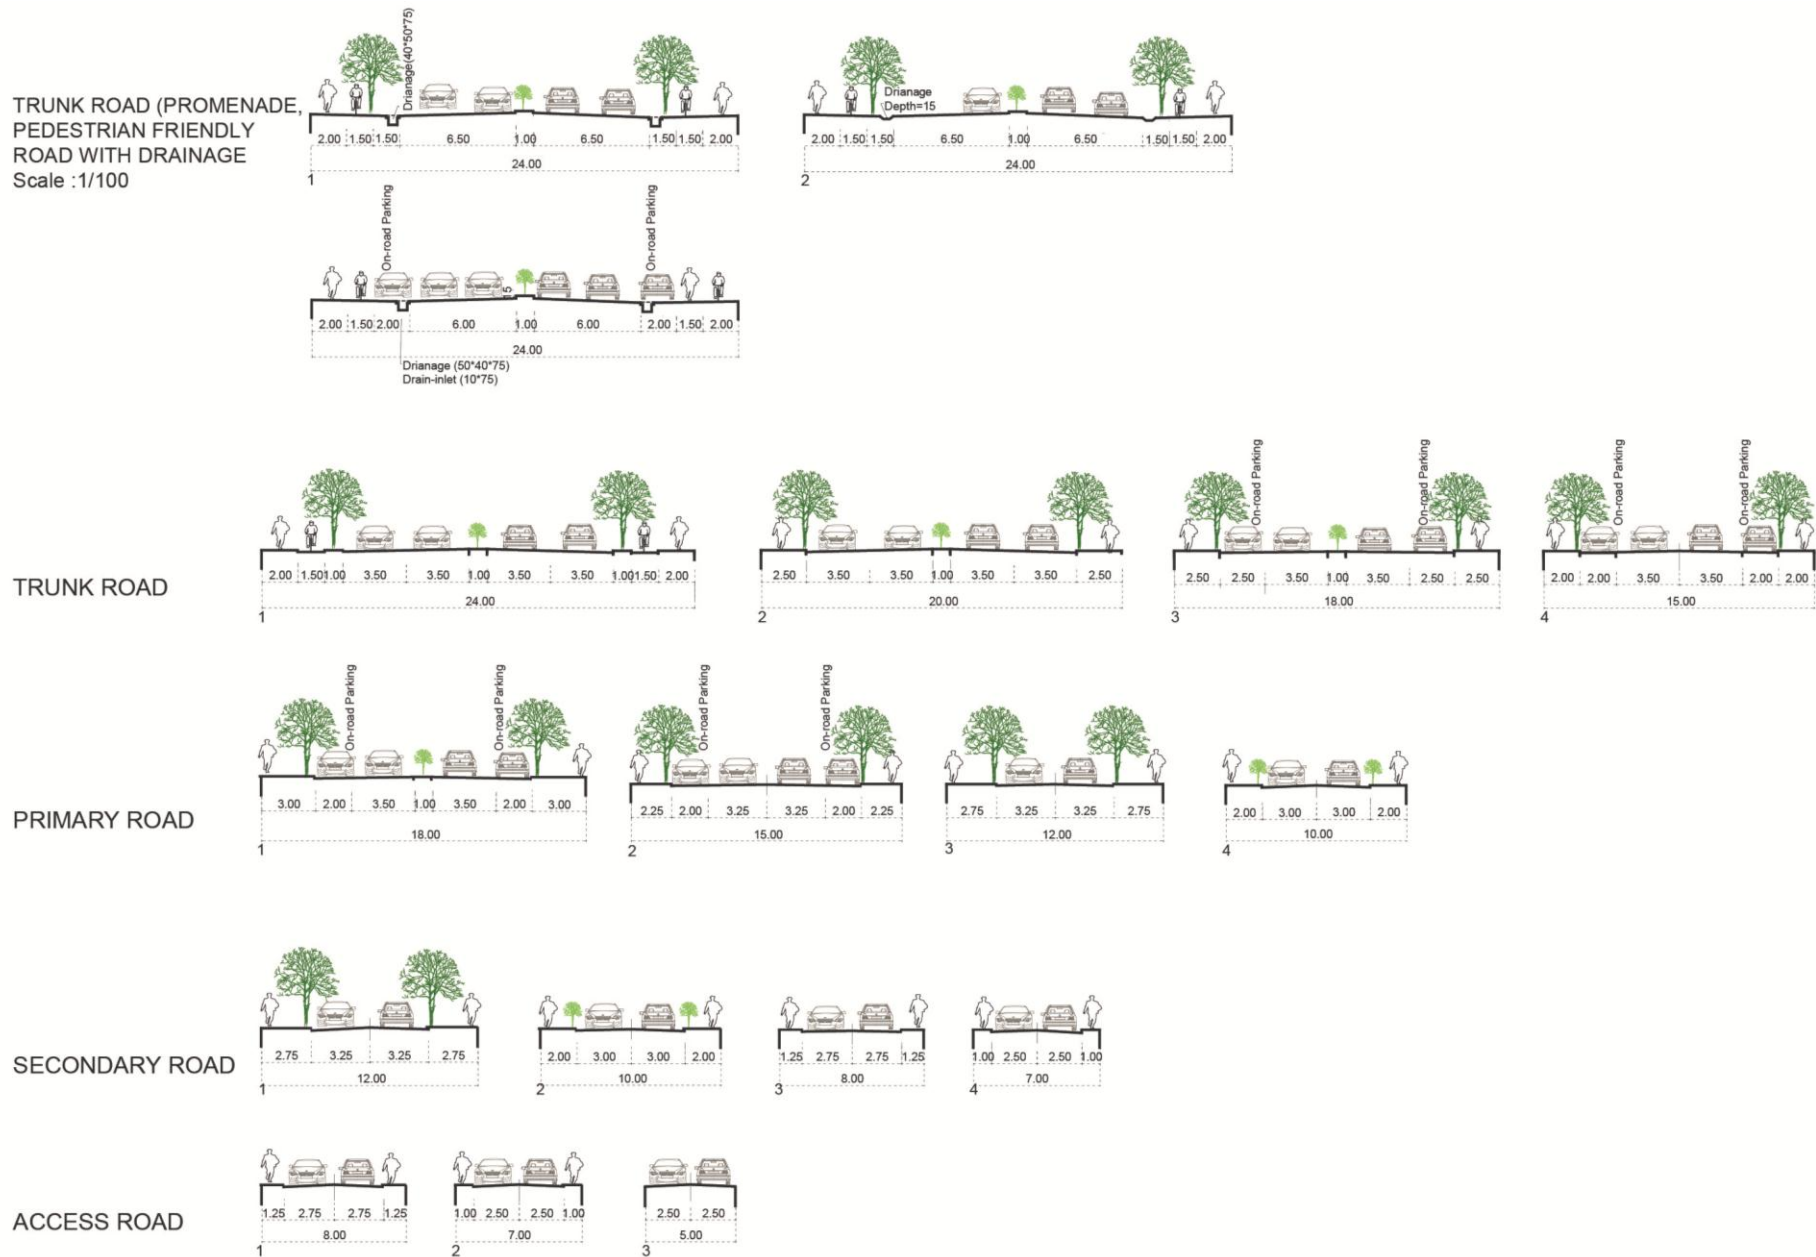 TRUNK ROAD (PROMENADE,
PEDESTRIAN FRIENDLY
ROAD WITH DRAINAGE
Scale :1/100
Drianage(40*50*75)
2.00 1.50 1.50 6.50 1.00 6.50 1.50 1.50 2.00
24.00
1
Drianage
Depth=15
2.00 1.50 1.50 6.50 1.00 6.50 1.50 1.50 2.00
24.00
2
On-road Parking
On-road Parking
15
2.00 1.50 2.00 6.00 1.00 6.00 2.00 1.50 2.00
24.00
Drianage (50*40*75)
Drain-inlet (10*75)
TRUNK ROAD
2.00 1.50 1.00 3.50 3.50 1.00 3.50 3.50 1.00 1.50 2.00
24.00
1
2.50 3.50 3.50 1.00 3.50 3.50 2.50
20.00
2
On-road Parking
On-road Parking
2.50 2.50 3.50 1.00 3.50 2.50 2.50
18.00
3
On-road Parking
On-road Parking
2.00 2.00 3.50 3.50 2.00 2.00
15.00
4
PRIMARY ROAD
On-road Parking
On-road Parking
3.00 2.00 3.50 1.00 3.50 2.00 3.00
18.00
1
On-road Parking
On-road Parking
2.25 2.00 3.25 3.25 2.00 2.25
15.00
2
2.75 3.25 3.25 2.75
12.00
3
2.00 3.00 3.00 2.00
10.00
4
SECONDARY ROAD
2.75 3.25 3.25 2.75
12.00
1
2.00 3.00 3.00 2.00
10.00
2
1.25 2.75 2.75 1.25
8.00
3
1.00 2.50 2.50 1.00
7.00
4
ACCESS ROAD
1.25 2.75 2.75 1.25
8.00
1
1.00 2.50 2.50 1.00
7.00
2
2.50 2.50
5.00
3